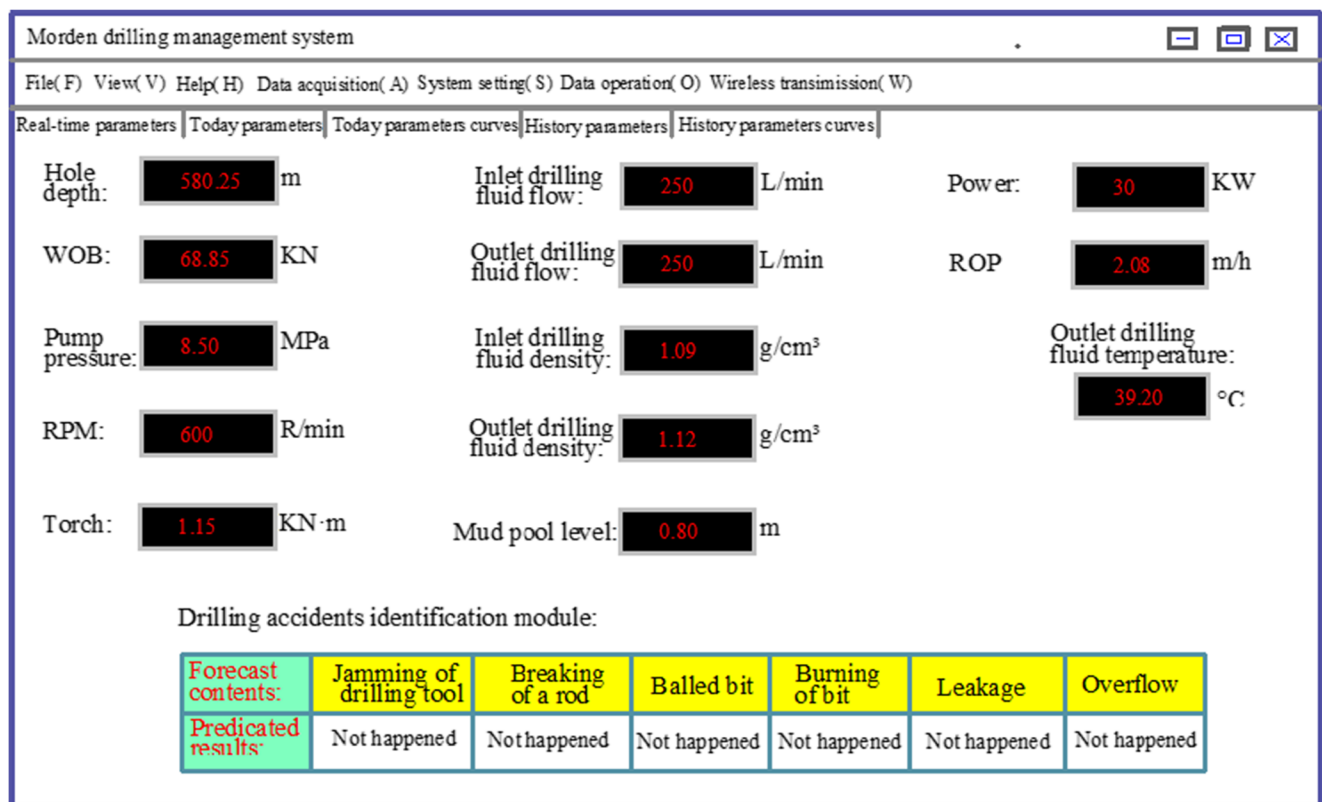 Morden drilling management system
File( F) View( V) Help( H) Data acquisition( A) System setting( S) Data operation( O) Wireless transimission( W)
Real-time parameters Today parameters Today parameters curves History parameters History parameters curves
Hole
depth: 580.25 m
Inlet drilling
fluid flow: 250 L/min
Power: 30 KW
WOB: 68.85 KN
Outlet drilling
fluid flow: 250 L/min
ROP 2.08 m/h
Pump
pressure: 8.50 MPa
Inlet drilling
fluid density: 1.09 g/cm³
Outlet drilling
fluid temperature:
39.20 °C
RPM: 600 R/min
Outlet drilling
fluid density: 1.12 g/cm³
Torch: 1.15 KN·m
Mud pool level: 0.80 m
Drilling accidents identification module:
Forecast
contents:
Jamming of
drilling tool
Breaking
of a rod
Balled bit
Burning
of bit
Leakage
Overflow
Predicated
results:
Not happened
Not happened
Not happened
Not happened
Not happened
Not happened